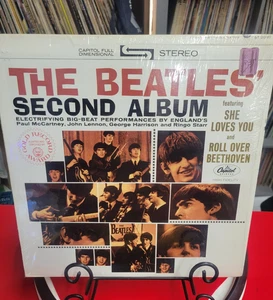 CAPITOL FULL
DIMENSIONAL
STEREO
THE BEATLES'
SECOND ALBUM
ELECTRIFYING BIG-BEAT PERFORMANCES BY ENGLAND'S
Paul McCartney, John Lennon, George Harrison and Ringo Starr
featuring
SHE
LOVES YOU
and
ROLL OVER
BEETHOVEN
Capitol
THE
BEATLES